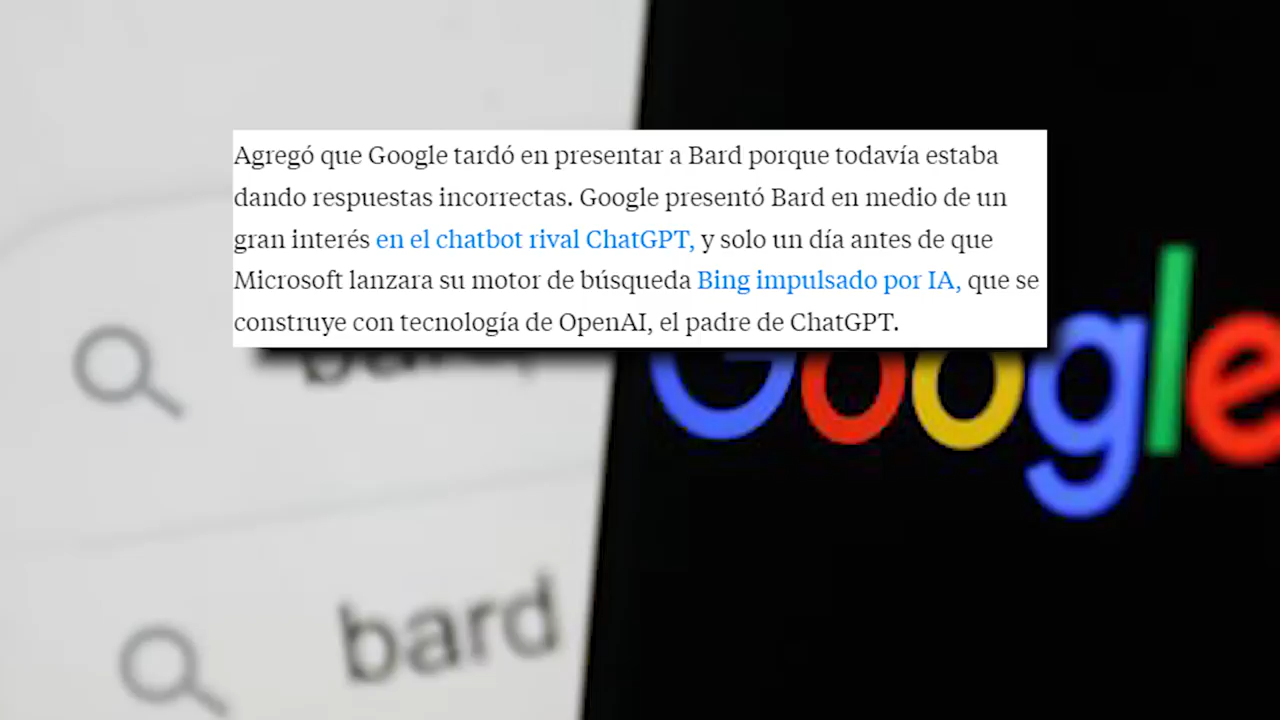 Agregó que Google tardó en presentar a Bard porque todavía estaba
dando respuestas incorrectas. Google presentó Bard en medio de un
gran interés en el chatbot rival ChatGPT, y solo un día antes de que
Microsoft lanzara su motor de búsqueda Bing impulsado por IA, que se
construye con tecnología de OpenAI, el padre de ChatGPT.
Google
bard